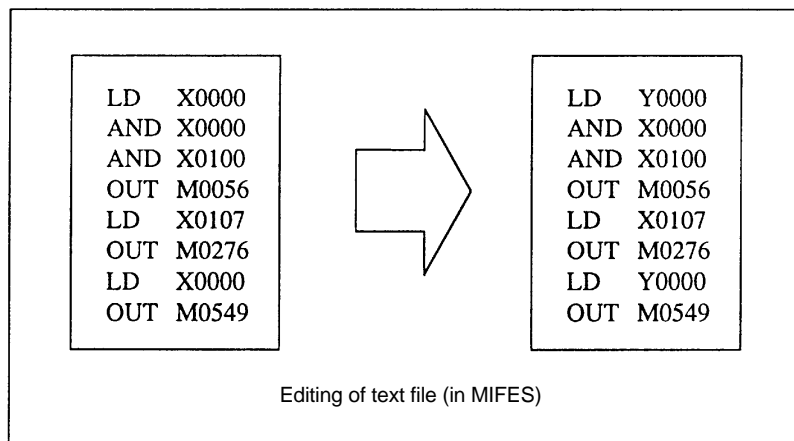 LD X0000
AND X0000
AND X0100
OUT M0056
LD X0107
OUT M0276
LD X0000
OUT M0549
LD Y0000
AND X0000
AND X0100
OUT M0056
LD X0107
OUT M0276
LD Y0000
OUT M0549
Editing of text file (in MIFES)